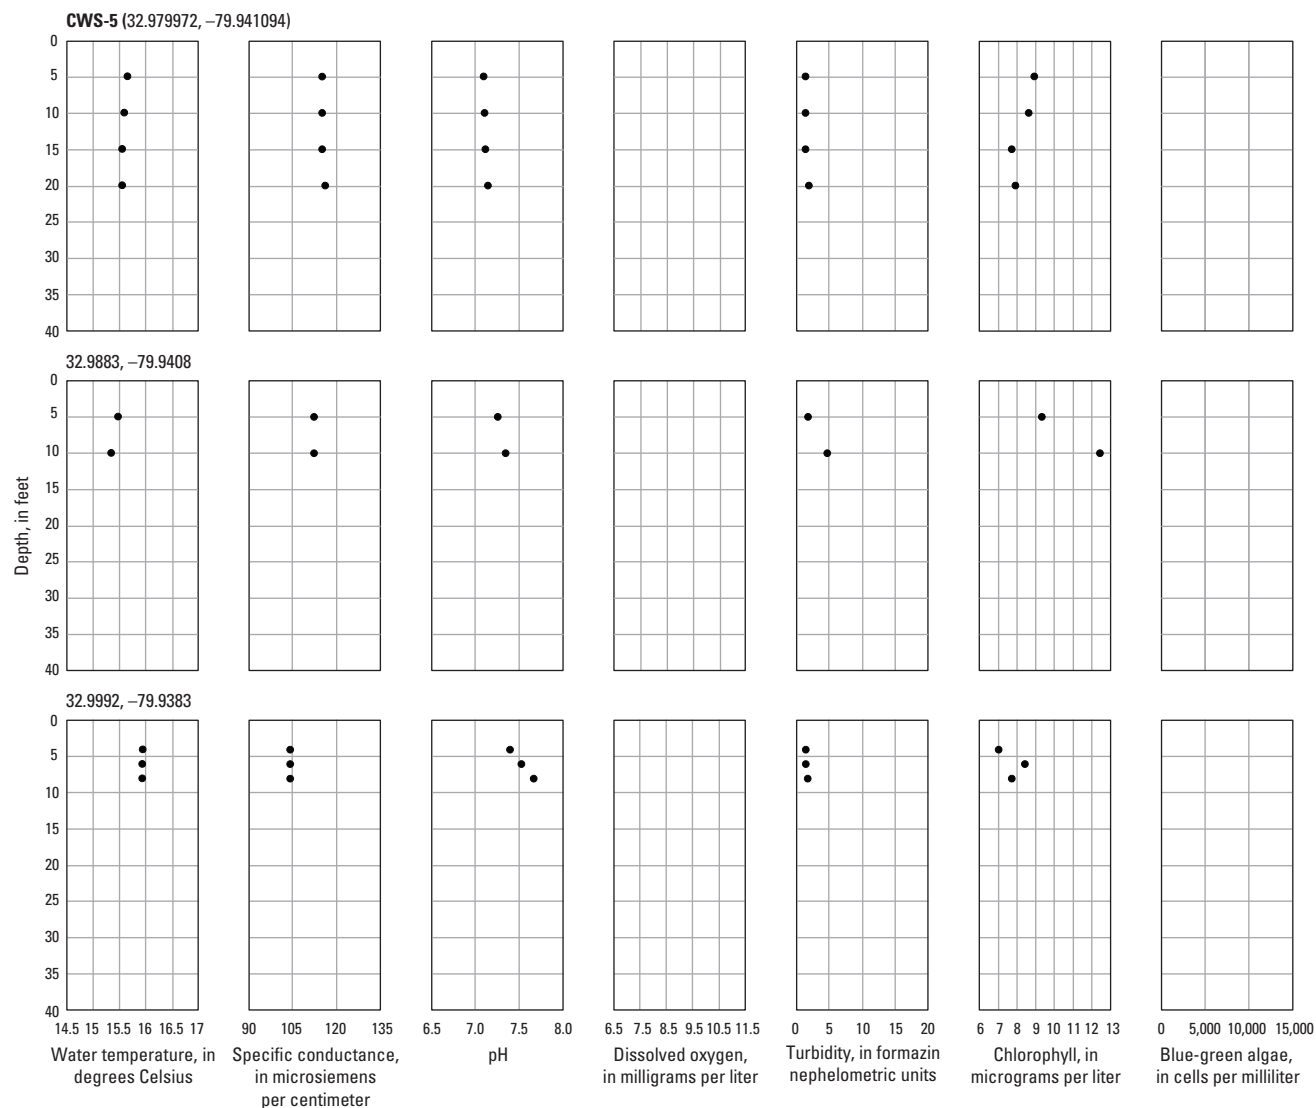 CWS-5 (32.979972, –79.941094)
0
5
10
15
20
25
30
35
40
32.9883, –79.9408
0
5
10
15
20
25
30
35
40
Depth, in feet
32.9992, –79.9383
0
5
10
15
20
25
30
35
40
14.5 15 15.5 16 16.5 17 90 105 120 135 6.5 7.0 7.5 8.0 6.5 7.5 8.5 9.5 10.5 11.5 0 5 10 15 20 6 7 8 9 10 11 12 13 0 5,000 10,000 15,000
Water temperature, in
degrees Celsius
Specific conductance,
in microsiemens
per centimeter
pH
Dissolved oxygen,
in milligrams per liter
Turbidity, in formazin
nephelometric units
Chlorophyll, in
micrograms per liter
Blue-green algae,
in cells per milliliter